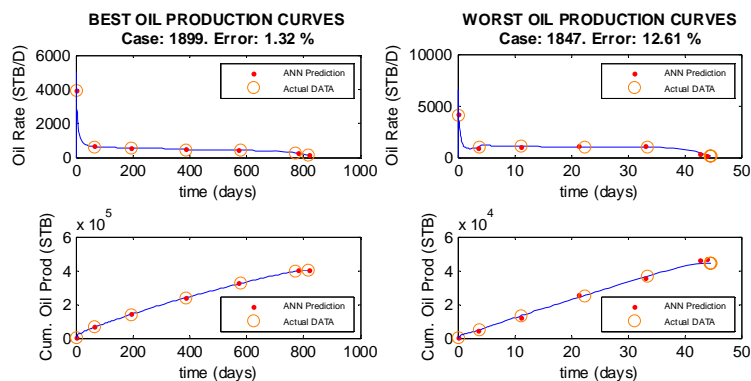 BEST OIL PRODUCTION CURVES
Case: 1899. Error: 1.32 %
Oil Rate (STB/D)
6000
4000
2000
0
ANN Prediction
Actual DATA
0 200 400 600 800 1000
time (days)
WORST OIL PRODUCTION CURVES
Case: 1847. Error: 12.61 %
Oil Rate (STB/D)
10000
5000
0
ANN Prediction
Actual DATA
0 10 20 30 40 50
time (days)
x 10^5
Cum. Oil Prod (STB)
6
4
2
0
ANN Prediction
Actual DATA
0 200 400 600 800 1000
time (days)
x 10^4
Cum. Oil Prod (STB)
6
4
2
0
ANN Prediction
Actual DATA
0 10 20 30 40 50
time (days)